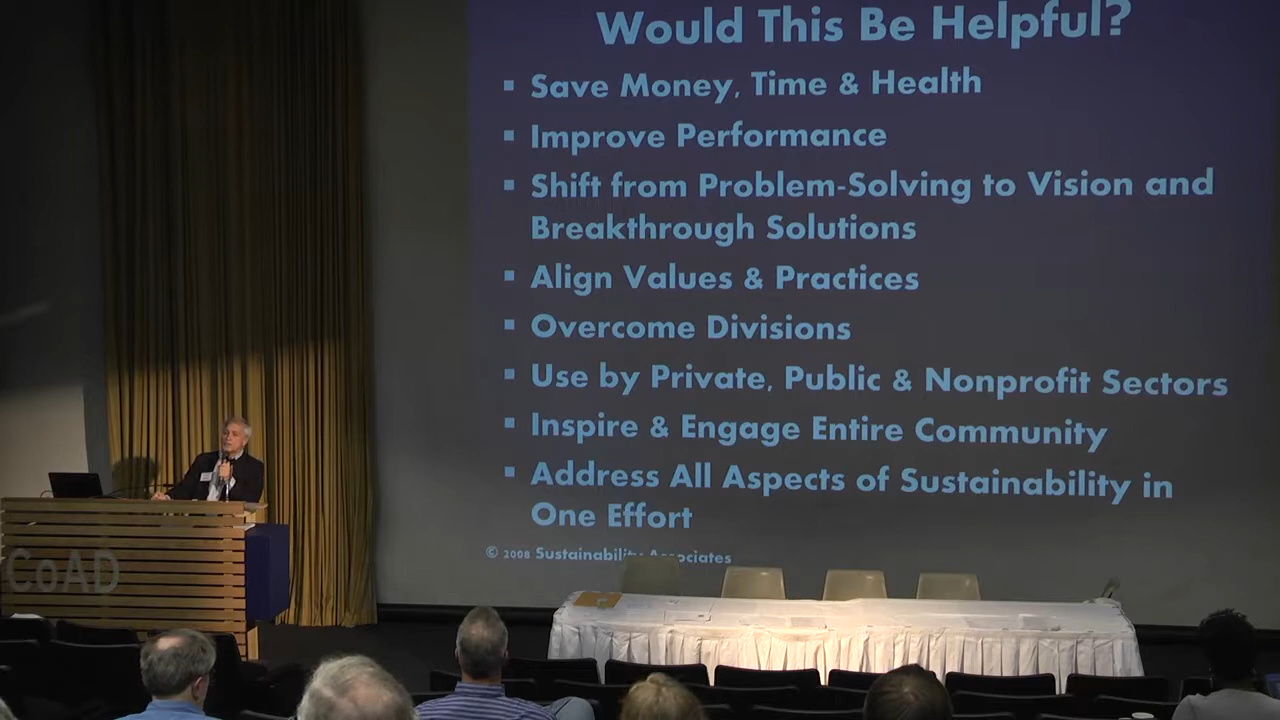 Would This Be Helpful?
▪ Save Money, Time & Health
▪ Improve Performance
▪ Shift from Problem-Solving to Vision and
Breakthrough Solutions
▪ Align Values & Practices
▪ Overcome Divisions
▪ Use by Private, Public & Nonprofit Sectors
▪ Inspire & Engage Entire Community
▪ Address All Aspects of Sustainability in
One Effort
© 2008 Sustainability Associates
CoAD